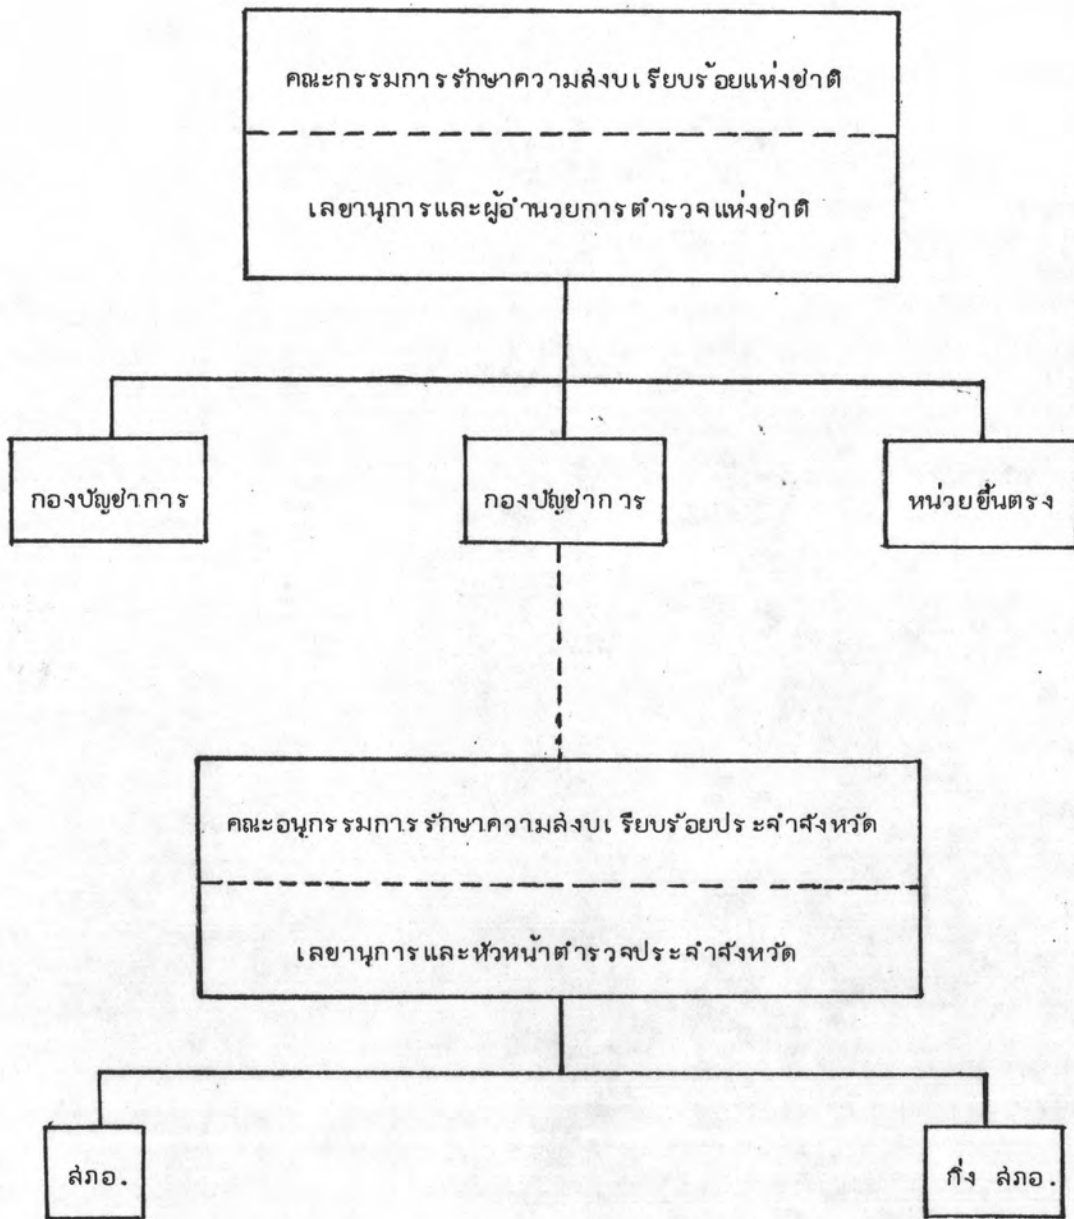 คณะกรรมการรักษาความสงบเรียบร้อยแห่งชาติ
เลขานุการและผู้อำนวยการตำรวจแห่งชาติ
กองบัญชาการ
กองบัญชาการ
หน่วยขึ้นตรง
คณะอนุกรรมการรักษาความสงบเรียบร้อยประจำจังหวัด
เลขานุการและหัวหน้าตำรวจประจำจังหวัด
สภอ.
กิ่ง สภอ.